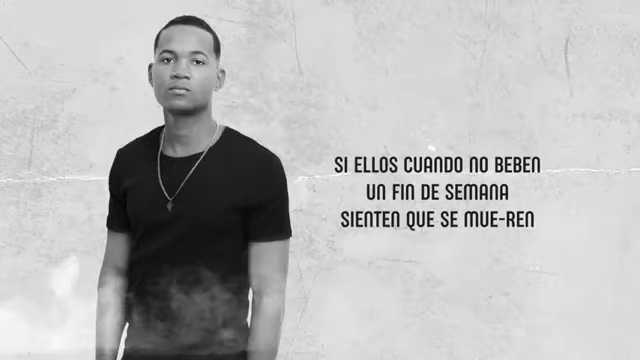 SI ELLOS CUANDO NO BEBEN
UN FIN DE SEMANA
SIENTEN QUE SE MUE-REN